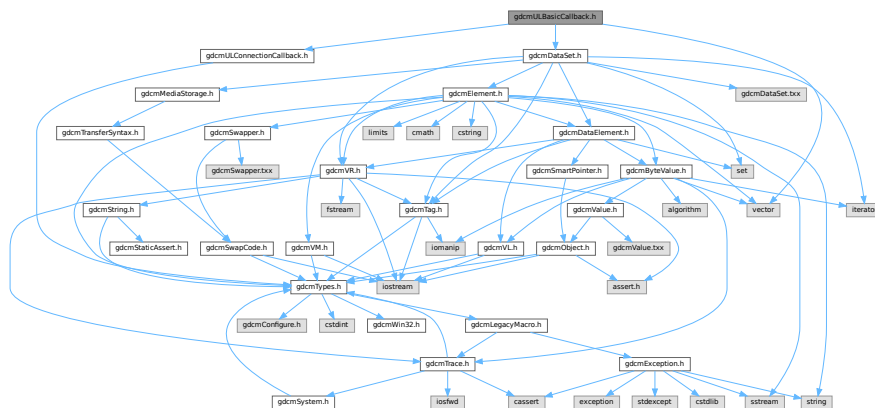 gdcmULBasicCallback.h
gdcmULConnectionCallback.h
gdcmDataSet.h
gdcmMediaStorage.h
gdcmElement.h
gdcmDataSet.txx
gdcmTransferSyntax.h
gdcmSwapper.h
limits
cmath
cstring
gdcmDataElement.h
gdcmSwapper.txx
gdcmVR.h
gdcmSmartPointer.h
gdcmByteValue.h
set
gdcmString.h
fstream
gdcmTag.h
gdcmValue.h
algorithm
vector
iterator
gdcmStaticAssert.h
gdcmSwapCode.h
gdcmVM.h
iomanip
gdcmVL.h
gdcmObject.h
gdcmValue.txx
gdcmTypes.h
iostream
assert.h
gdcmConfigure.h
cstdint
gdcmWin32.h
gdcmLegacyMacro.h
gdcmTrace.h
gdcmException.h
gdcmSystem.h
iosfwd
cassert
exception
stdexcept
cstdlib
sstream
string